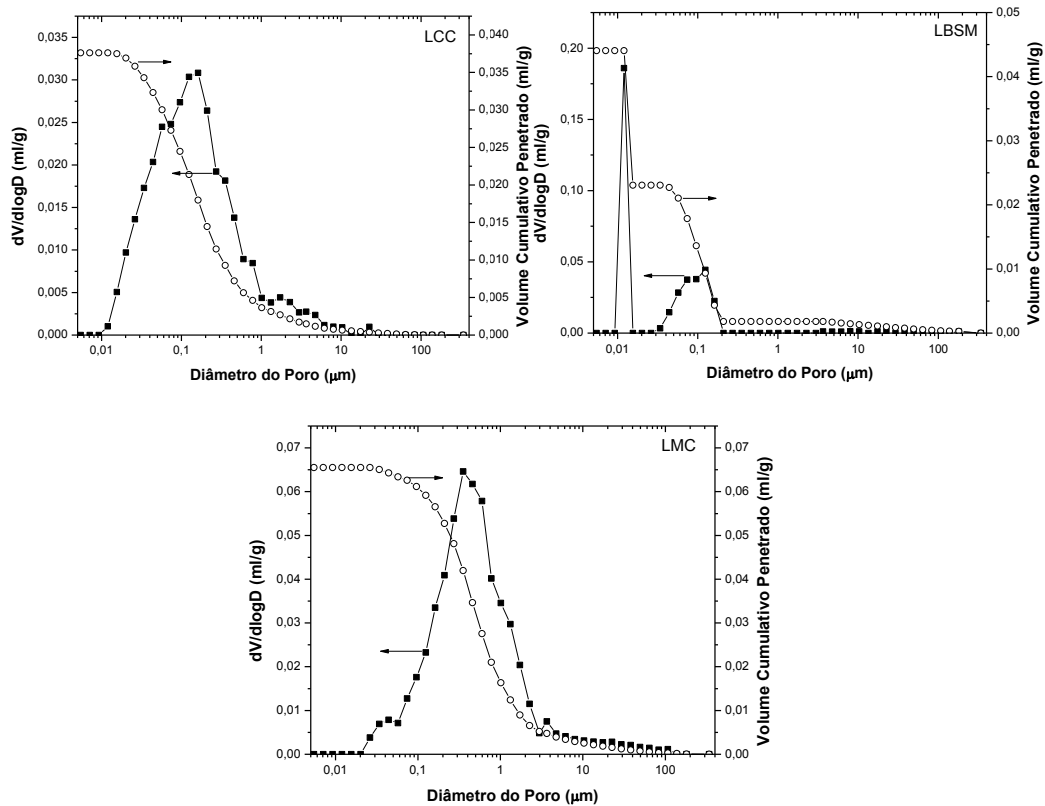 LCC
0,035
0,030
0,025
0,020
0,015
0,010
0,005
0,000
dV/dlogD (ml/g)
0,040
0,035
0,030
0,025
0,020
0,015
0,010
0,005
0,000
Volume Cumulativo Penetrado (ml/g)
0,01 0,1 1 10 100
Diâmetro do Poro (µm)
LBSM
0,20
0,15
0,10
0,05
0,00
dV/dlogD (ml/g)
0,05
0,04
0,03
0,02
0,01
0,00
Volume Cumulativo Penetrado (ml/g)
0,01 0,1 1 10 100
Diâmetro do Poro (µm)
LMC
0,07
0,06
0,05
0,04
0,03
0,02
0,01
0,00
dV/dlogD (ml/g)
0,07
0,06
0,05
0,04
0,03
0,02
0,01
0,00
Volume Cumulativo Penetrado (ml/g)
0,01 0,1 1 10 100
Diâmetro do Poro (µm)